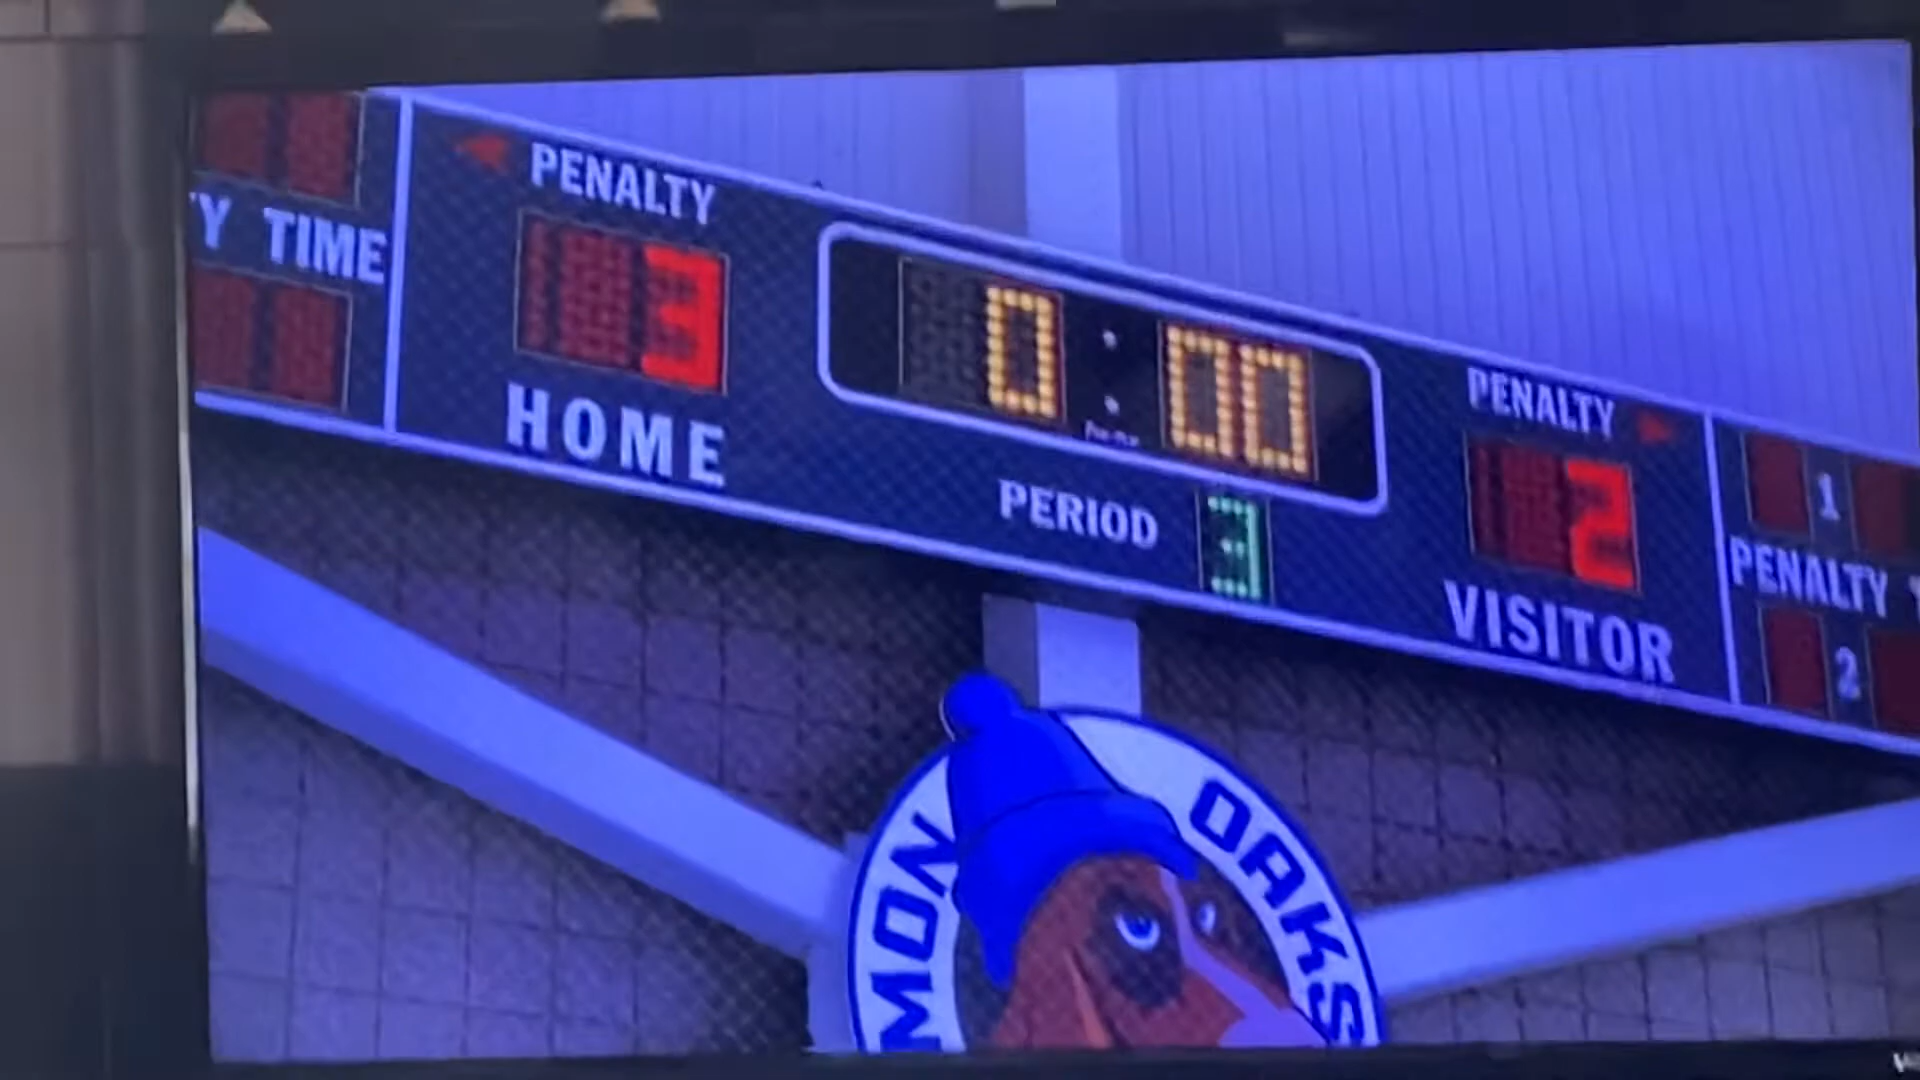 PENALTY
Y TIME
3
0:00
HOME
PENALTY
PERIOD 3
2
VISITOR
1
PENALTY
2
MON OAKS